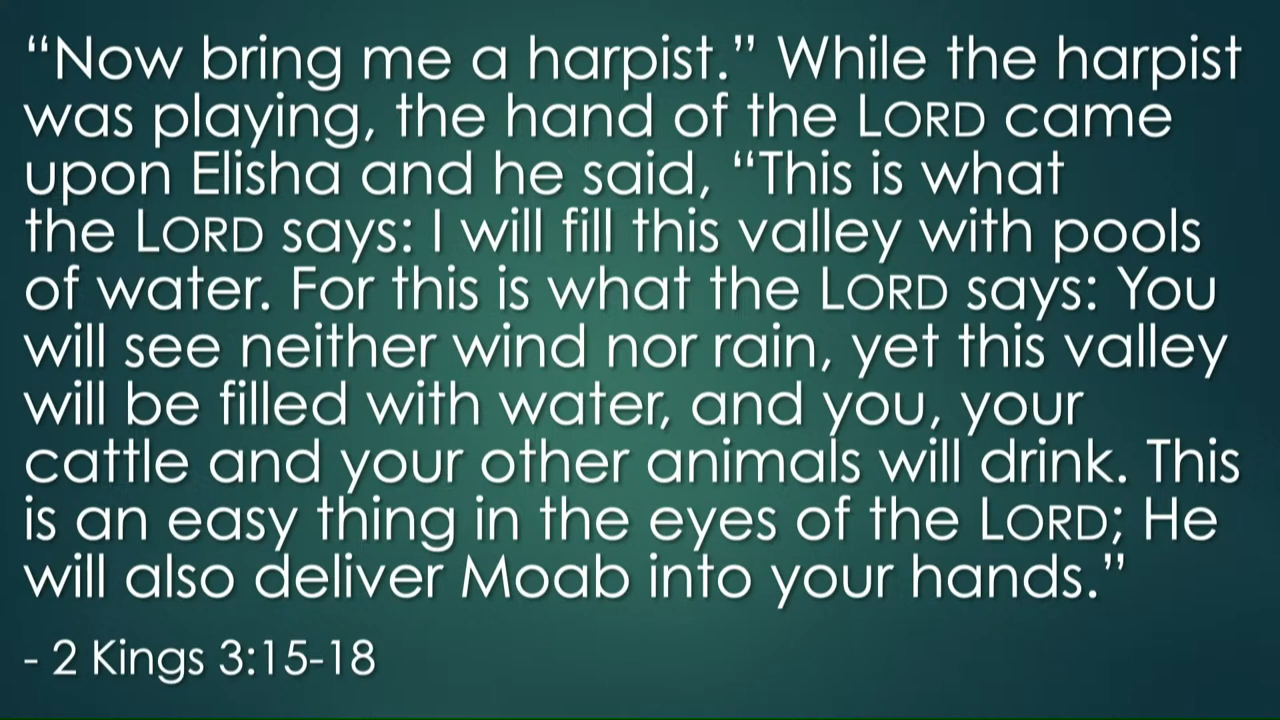 “Now bring me a harpist.” While the harpist
was playing, the hand of the LORD came
upon Elisha and he said, “This is what
the LORD says: I will fill this valley with pools
of water. For this is what the LORD says: You
will see neither wind nor rain, yet this valley
will be filled with water, and you, your
cattle and your other animals will drink. This
is an easy thing in the eyes of the LORD; He
will also deliver Moab into your hands.”
- 2 Kings 3:15-18